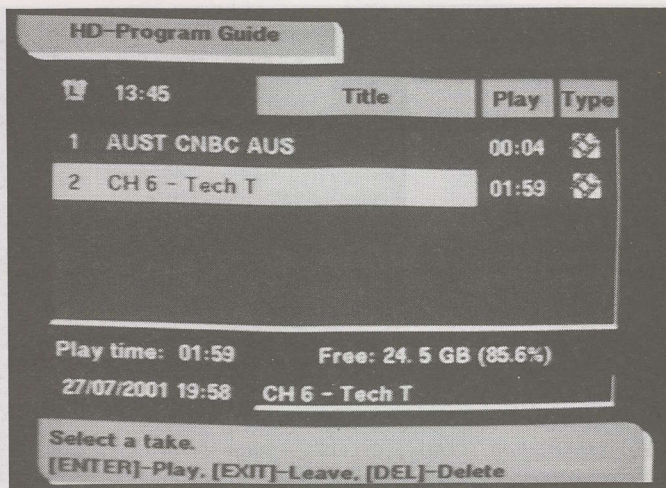 HD-Program Guide
13:45 Title Play Type
1 AUST CNBC AUS 00:04
2 CH 6 - Tech T 01:59
Play time: 01:59 Free: 24. 5 GB (85.6%)
27/07/2001 19:58 CH 6 - Tech T
Select a take.
[ENTER]-Play, [EXIT]-Leave, [DEL]-Delete